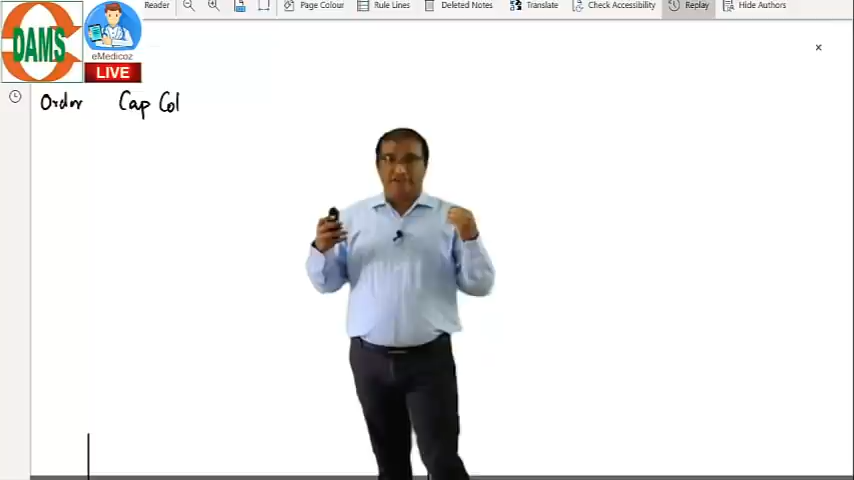 Reader Page Colour Rule Lines Deleted Notes Translate Check Accessibility Replay Hide Authors
DAMS
eMedicoz
LIVE
Order Cap Col